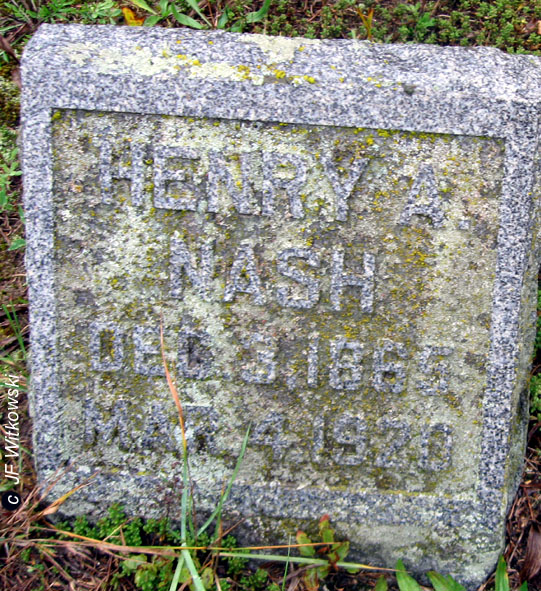 HENRY A.
NASH
DEC 3, 1865
MAR. 4, 1920
c JF Witkowski